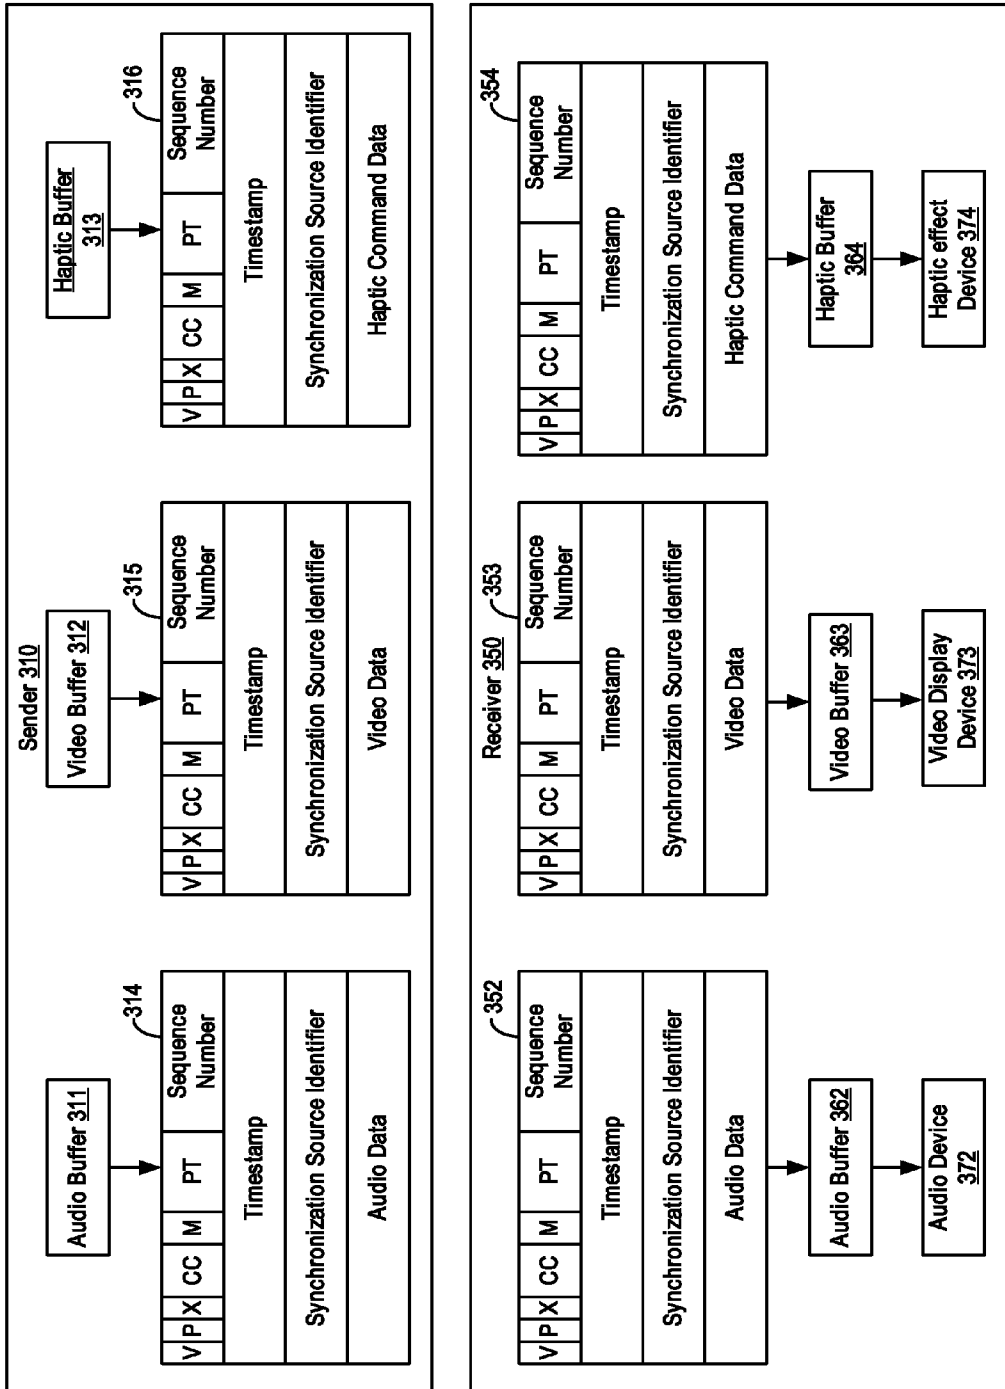 Sender 310
Audio Buffer 311
314
V P X CC M PT Sequence
Number
Timestamp
Synchronization Source Identifier
Audio Data
Video Buffer 312
315
V P X CC M PT Sequence
Number
Timestamp
Synchronization Source Identifier
Video Data
Haptic Buffer
313
316
V P X CC M PT Sequence
Number
Timestamp
Synchronization Source Identifier
Haptic Command Data
Receiver 350
352
V P X CC M PT Sequence
Number
Timestamp
Synchronization Source Identifier
Audio Data
Audio Buffer 362
Audio Device
372
353
V P X CC M PT Sequence
Number
Timestamp
Synchronization Source Identifier
Video Data
Video Buffer 363
Video Display
Device 373
354
V P X CC M PT Sequence
Number
Timestamp
Synchronization Source Identifier
Haptic Command Data
Haptic Buffer
364
Haptic effect
Device 374